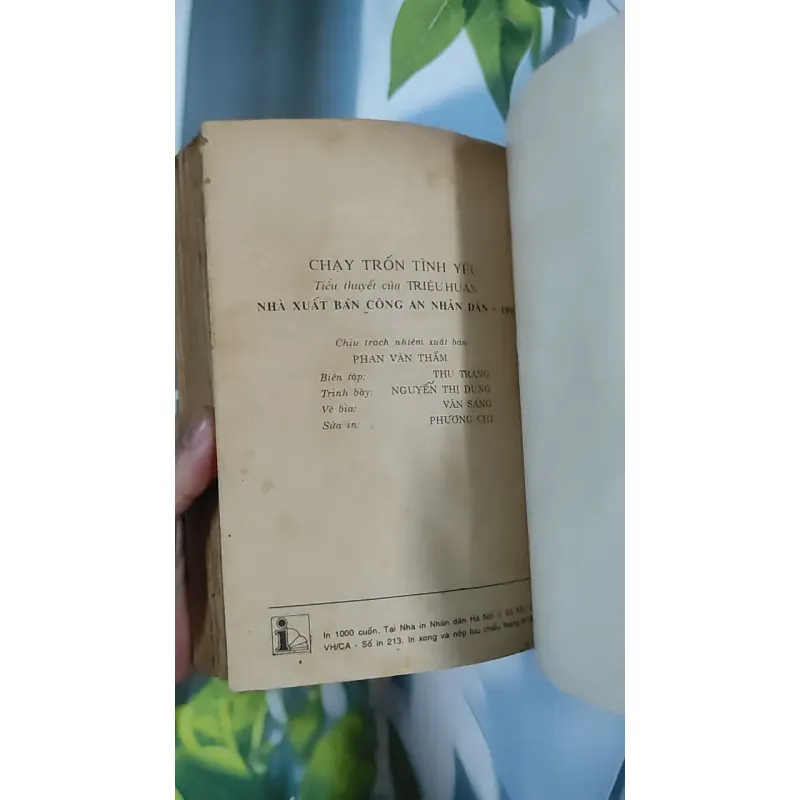 CHẠY TRỐN TÌNH YÊU
Tiểu thuyết của TRIỆU HUẤN
NHÀ XUẤT BẢN CÔNG AN NHÂN DÂN - 199
Chịu trách nhiệm xuất bản
PHAN VĂN THẨM
Biên tập: THU TRANG
Trình bày: NGUYỄN THỊ DUNG
Vẽ bìa: VĂN SÁNG
Sửa in: PHƯƠNG CHI
i
In 1000 cuốn. Tại Nhà in Nhân dân Hà Nội
VH/CA - Số in 213. In xong và nộp lưu chiểu tháng